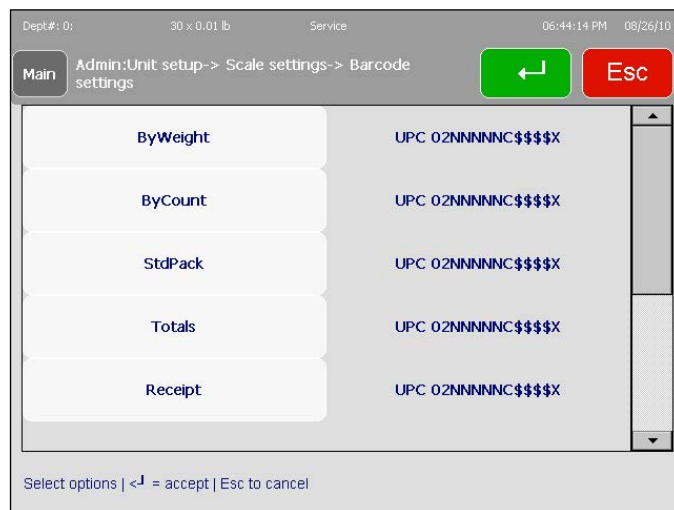 Dept#: 0: 30 x 0.01 lb Service 06:44:14 PM 08/26/10
Main Admin:Unit setup-> Scale settings-> Barcode settings Esc
ByWeight UPC 02NNNNNC$$$$X
ByCount UPC 02NNNNNC$$$$X
StdPack UPC 02NNNNNC$$$$X
Totals UPC 02NNNNNC$$$$X
Receipt UPC 02NNNNNC$$$$X
Select options | <┘ = accept | Esc to cancel